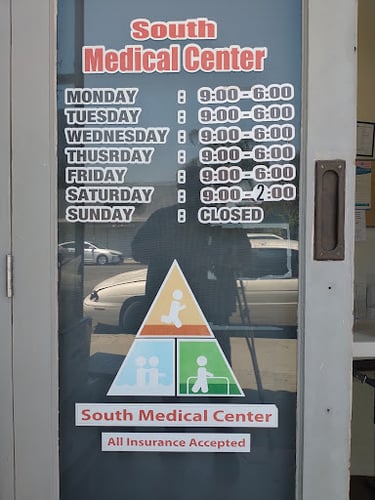 South
Medical Center
MONDAY : 9:00-6:00
TUESDAY : 9:00-6:00
WEDNESDAY : 9:00-6:00
THUSRDAY : 9:00-6:00
FRIDAY : 9:00-6:00
SATURDAY : 9:00-2:00
SUNDAY : CLOSED
South Medical Center
All Insurance Accepted